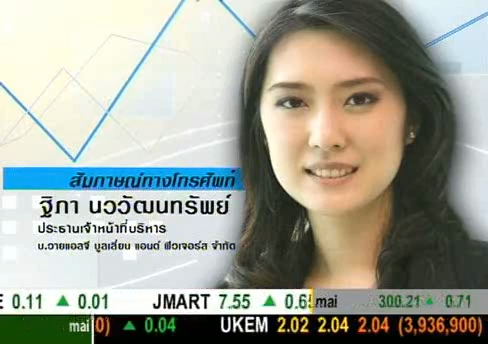 สัมภาษณ์ทางโทรศัพท์
ฐิภา นววัฒนทรัพย์
ประธานเจ้าหน้าที่บริหาร
บ.วายแอลจี บูลเลี่ยน แอนด์ ฟิวเจอร์ส จำกัด
E 0.11 ▲ 0.01 JMART 7.55 ▲ 0.6 mai 300.21 ▲ 0.71
mai 0) ▲ 0.04 UKEM 2.02 2.04 2.04 (3,936,900)